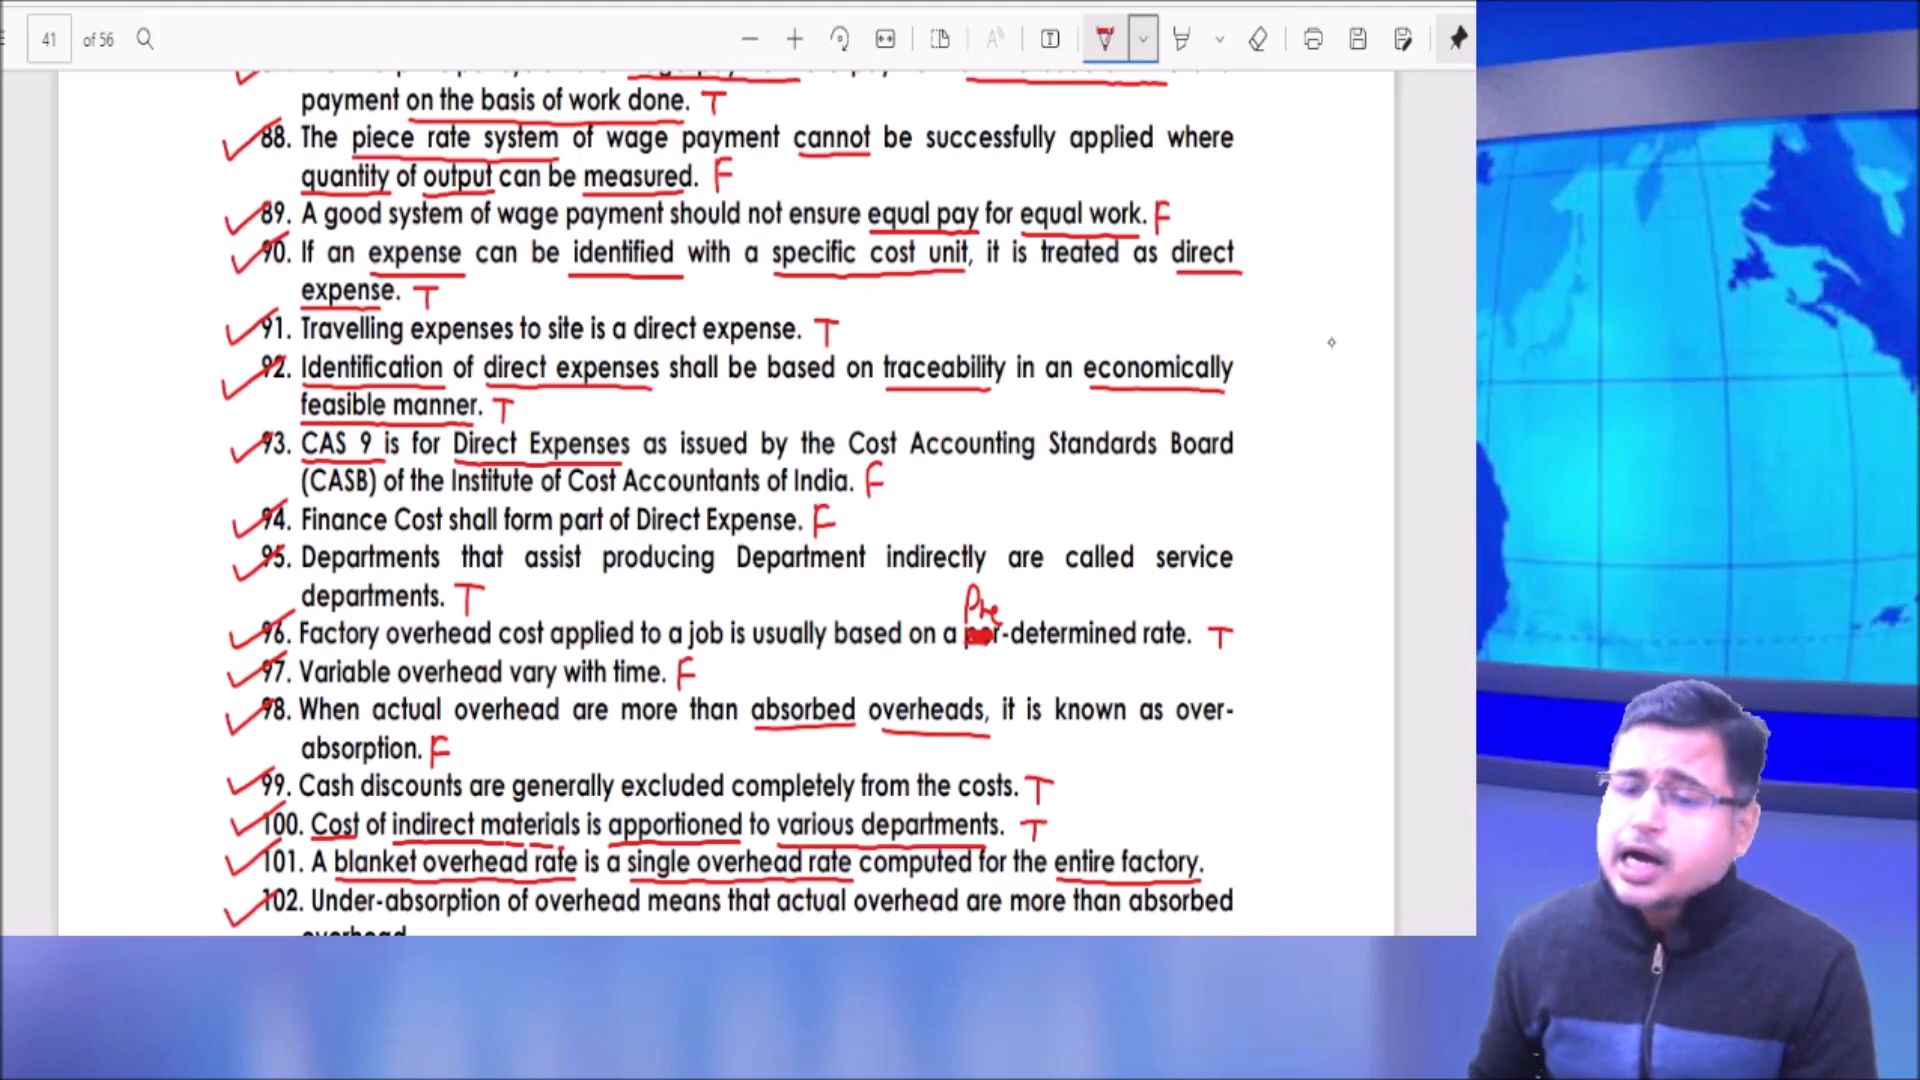 41 of 56
payment on the basis of work done. T
88. The piece rate system of wage payment cannot be successfully applied where
quantity of output can be measured. F
89. A good system of wage payment should not ensure equal pay for equal work. F
90. If an expense can be identified with a specific cost unit, it is treated as direct
expense. T
91. Travelling expenses to site is a direct expense. T
92. Identification of direct expenses shall be based on traceability in an economically
feasible manner. T
93. CAS 9 is for Direct Expenses as issued by the Cost Accounting Standards Board
(CASB) of the Institute of Cost Accountants of India. F
94. Finance Cost shall form part of Direct Expense. F
95. Departments that assist producing Department indirectly are called service
departments. T
Pre
96. Factory overhead cost applied to a job is usually based on a per-determined rate. T
97. Variable overhead vary with time. F
98. When actual overhead are more than absorbed overheads, it is known as over-
absorption. F
99. Cash discounts are generally excluded completely from the costs. T
100. Cost of indirect materials is apportioned to various departments. T
101. A blanket overhead rate is a single overhead rate computed for the entire factory.
102. Under-absorption of overhead means that actual overhead are more than absorbed
overhead